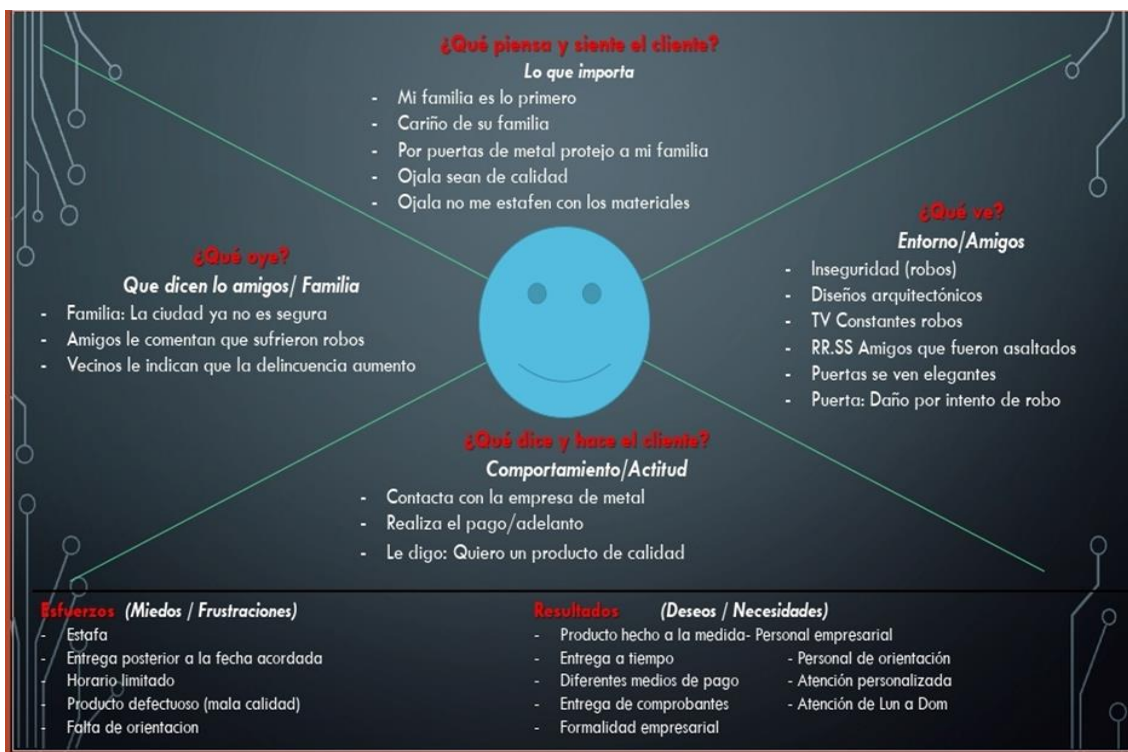 ¿Qué piensa y siente el cliente?
Lo que importa
- Mi familia es lo primero
- Cariño de su familia
- Por puertas de metal protejo a mi familia
- Ojala sean de calidad
- Ojala no me estafen con los materiales
¿Qué oye?
Que dicen lo amigos/ Familia
- Familia: La ciudad ya no es segura
- Amigos le comentan que sufrieron robos
- Vecinos le indican que la delincuencia aumento
¿Qué ve?
Entorno/Amigos
- Inseguridad (robos)
- Diseños arquitectónicos
- TV Constantes robos
- RR.SS Amigos que fueron asaltados
- Puertas se ven elegantes
- Puerta: Daño por intento de robo
¿Qué dice y hace el cliente?
Comportamiento/Actitud
- Contacta con la empresa de metal
- Realiza el pago/adelanto
- Le digo: Quiero un producto de calidad
Esfuerzos (Miedos / Frustraciones)
- Estafa
- Entrega posterior a la fecha acordada
- Horario limitado
- Producto defectuoso (mala calidad)
- Falta de orientacion
Resultados (Deseos / Necesidades)
- Producto hecho a la medida- Personal empresarial
- Entrega a tiempo - Personal de orientación
- Diferentes medios de pago - Atención personalizada
- Entrega de comprobantes - Atención de Lun a Dom
- Formalidad empresarial